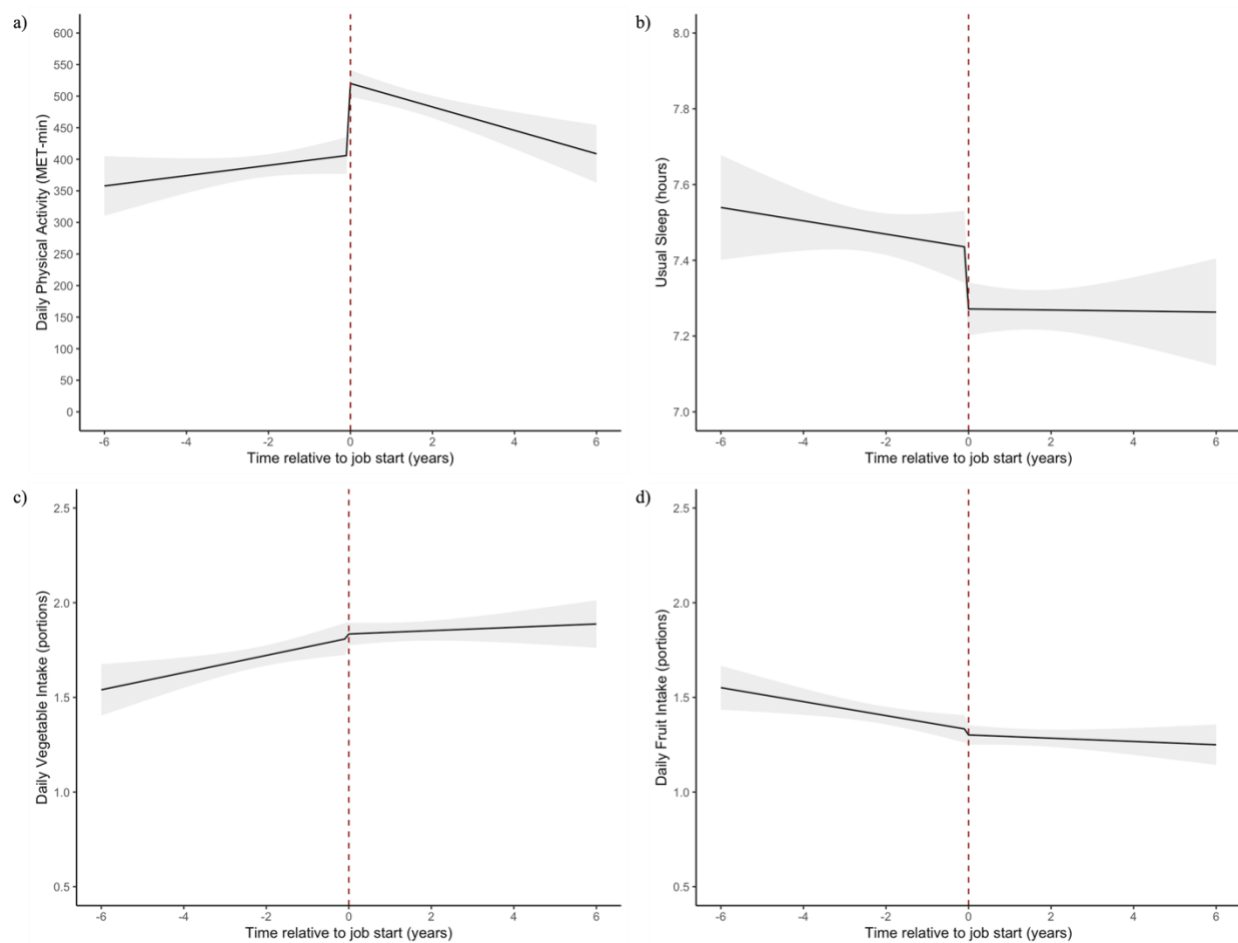 a)
Daily Physical Activity (MET-min)
600
550
500
450
400
350
300
250
200
150
100
50
0
-6 -4 -2 0 2 4 6
Time relative to job start (years)
b)
Usual Sleep (hours)
8.0
7.8
7.6
7.4
7.2
7.0
-6 -4 -2 0 2 4 6
Time relative to job start (years)
c)
Daily Vegetable Intake (portions)
2.5
2.0
1.5
1.0
0.5
-6 -4 -2 0 2 4 6
Time relative to job start (years)
d)
Daily Fruit Intake (portions)
2.5
2.0
1.5
1.0
0.5
-6 -4 -2 0 2 4 6
Time relative to job start (years)